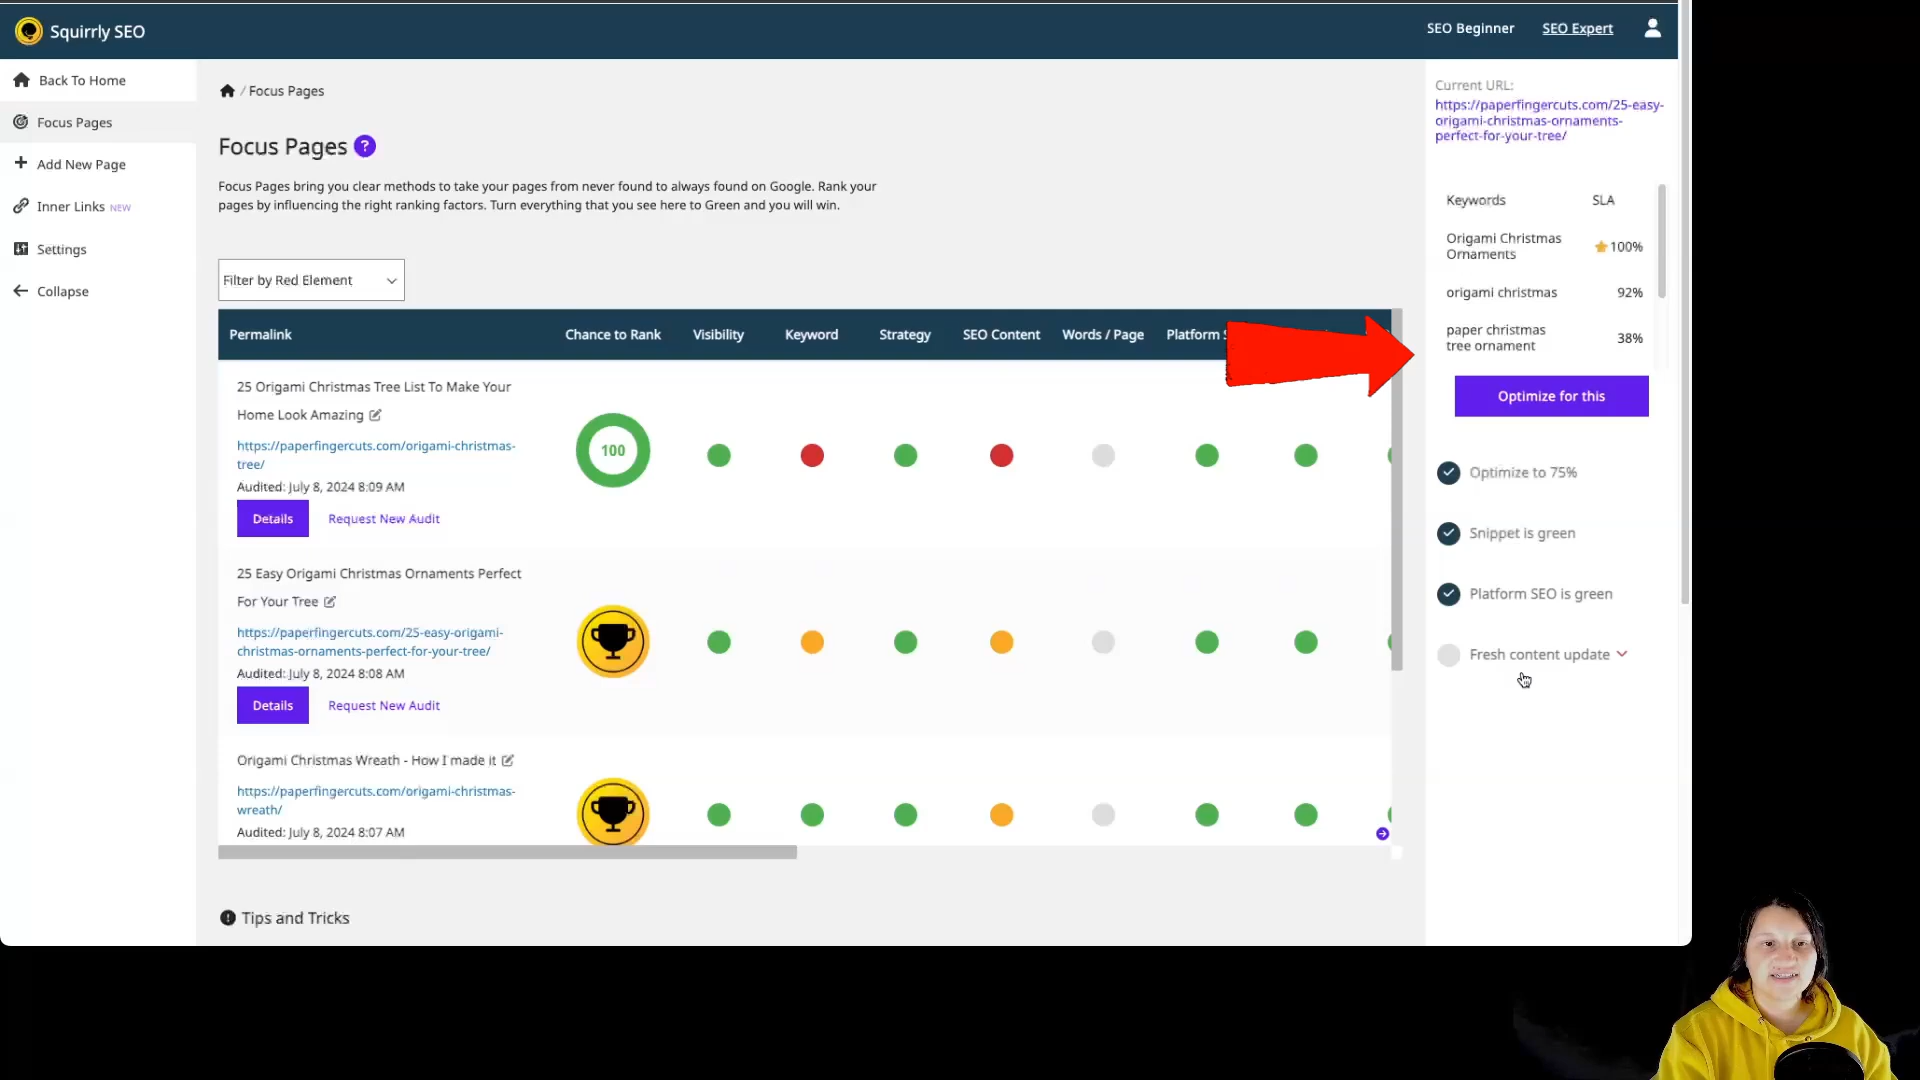 Squirrly SEO
SEO Beginner
SEO Expert
Back To Home
Focus Pages
Add New Page
Inner Links NEW
Settings
Collapse
/ Focus Pages
Focus Pages ?
Focus Pages bring you clear methods to take your pages from never found to always found on Google. Rank your
pages by influencing the right ranking factors. Turn everything that you see here to Green and you will win.
Filter by Red Element
Permalink
Chance to Rank
Visibility
Keyword
Strategy
SEO Content
Words / Page
Platform S
25 Origami Christmas Tree List To Make Your
Home Look Amazing
https://paperfingercuts.com/origami-christmas-
tree/
Audited: July 8, 2024 8:09 AM
Details
Request New Audit
100
25 Easy Origami Christmas Ornaments Perfect
For Your Tree
https://paperfingercuts.com/25-easy-origami-
christmas-ornaments-perfect-for-your-tree/
Audited: July 8, 2024 8:08 AM
Details
Request New Audit
Origami Christmas Wreath - How I made it
https://paperfingercuts.com/origami-christmas-
wreath/
Audited: July 8, 2024 8:07 AM
Tips and Tricks
Current URL:
https://paperfingercuts.com/25-easy-
origami-christmas-ornaments-
perfect-for-your-tree/
Keywords SLA
Origami Christmas
Ornaments
100%
origami christmas 92%
paper christmas
tree ornament
38%
Optimize for this
Optimize to 75%
Snippet is green
Platform SEO is green
Fresh content update